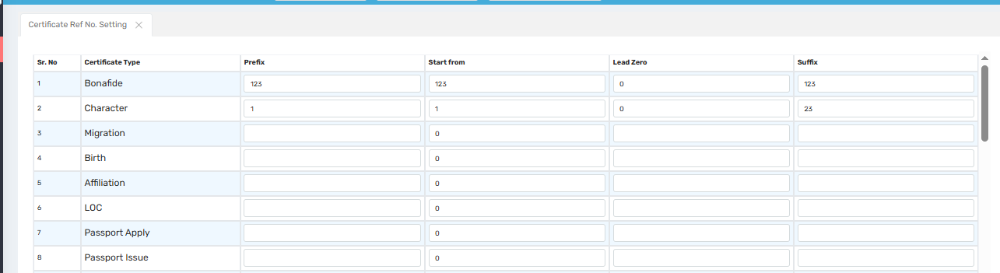 Certificate Ref No. Setting
Sr. No Certificate Type Prefix Start from Lead Zero Suffix
1 Bonafide 123 123 0 123
2 Character 1 1 0 23
3 Migration 0
4 Birth 0
5 Affiliation 0
6 LOC 0
7 Passport Apply 0
8 Passport Issue 0